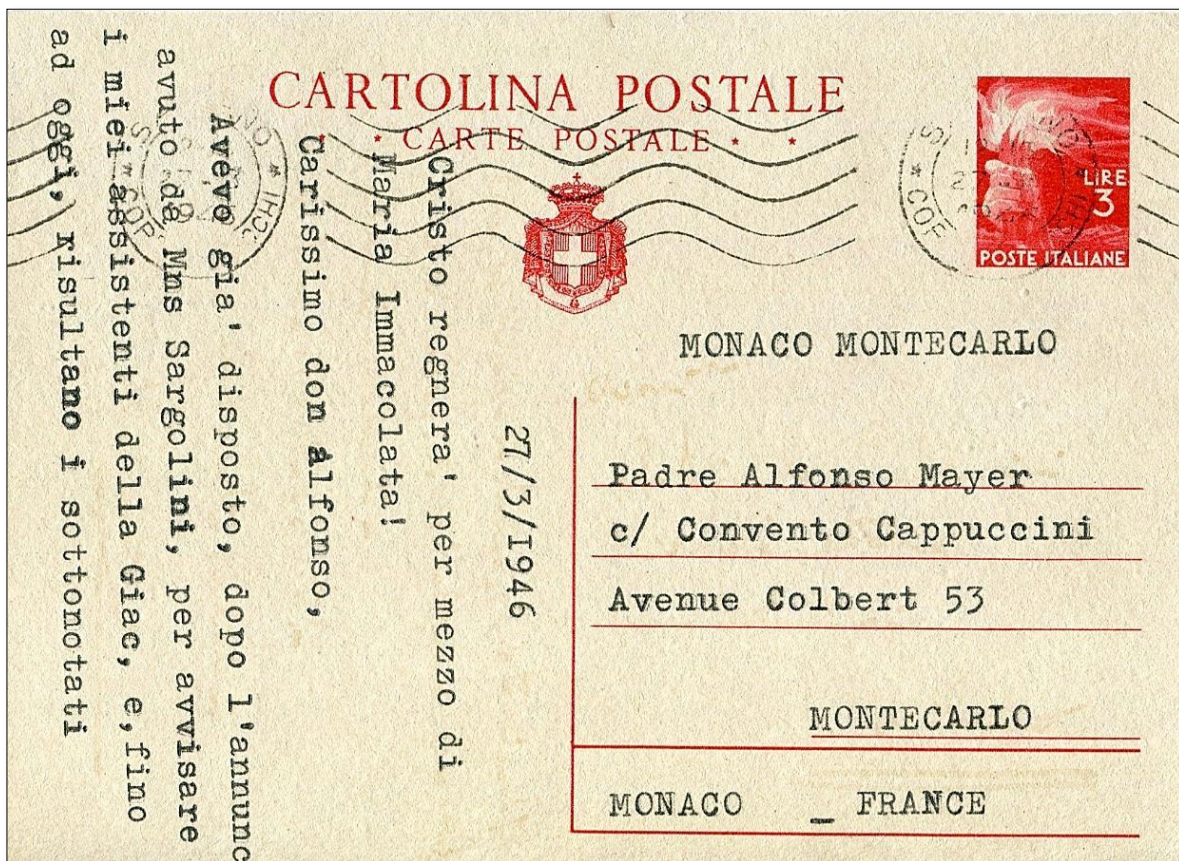 CARTOLINA POSTALE
* CARTE POSTALE *
LIRE
3
POSTE ITALIANE
MONACO MONTECARLO
Padre Alfonso Mayer
c/ Convento Cappuccini
Avenue Colbert 53
MONTECARLO
MONACO _ FRANCE
27/3/I946
Cristo regnera' per mezzo di
Maria Immacolata!
Carissimo don alfonso,
Avevo gia' disposto, dopo l'annunc
avuto da Mns Sargolini, per avvisare
i miei assistenti della Giac, e,fino
ad oggi, risultano i sottonotati